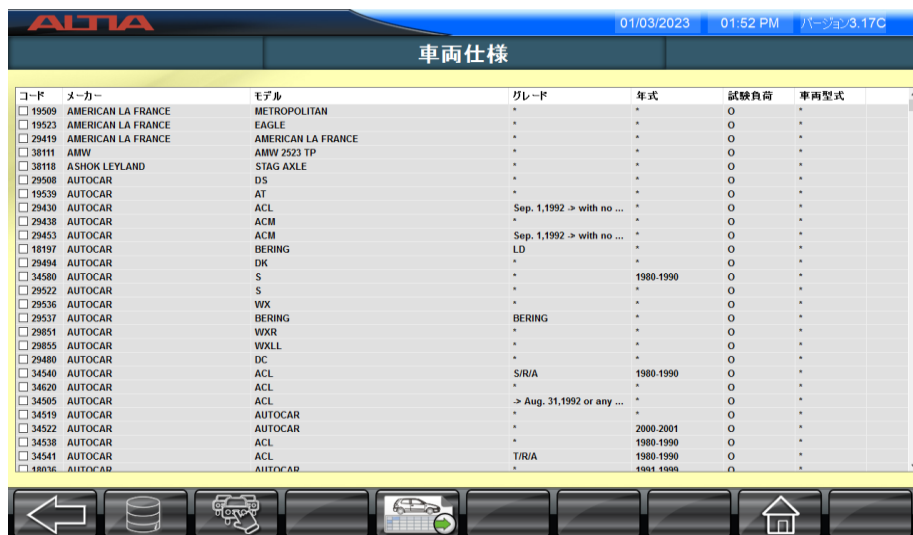 ALTIA 01/03/2023 01:52 PM バージョン3.17C
車両仕様
コード メーカー モデル グレード 年式 試験負荷 車両型式
19509 AMERICAN LA FRANCE METROPOLITAN * * O *
19523 AMERICAN LA FRANCE EAGLE * * O *
29419 AMERICAN LA FRANCE AMERICAN LA FRANCE * * O *
38111 AMW AMW 2523 TP * * O *
38118 ASHOK LEYLAND STAG AXLE * * O *
29508 AUTOCAR DS * * O *
19539 AUTOCAR AT * * O *
29430 AUTOCAR ACL Sep. 1,1992 -> with no ... * O *
29438 AUTOCAR ACM * * O *
29453 AUTOCAR ACM Sep. 1,1992 -> with no ... * O *
18197 AUTOCAR BERING LD * O *
29494 AUTOCAR DK * * O *
34580 AUTOCAR S * 1980-1990 O *
29522 AUTOCAR S * * O *
29536 AUTOCAR WX * * O *
29537 AUTOCAR BERING BERING * O *
29851 AUTOCAR WXR * * O *
29855 AUTOCAR WXLL * * O *
29480 AUTOCAR DC * * O *
34540 AUTOCAR ACL S/R/A 1980-1990 O *
34620 AUTOCAR ACL * * O *
34505 AUTOCAR ACL -> Aug. 31,1992 or any ... * O *
34519 AUTOCAR AUTOCAR * * O *
34522 AUTOCAR AUTOCAR * 2000-2001 O *
34538 AUTOCAR ACL * 1980-1990 O *
34541 AUTOCAR ACL T/R/A 1980-1990 O *
18036 AUTOCAR AUTOCAR * 1991-1999 O *